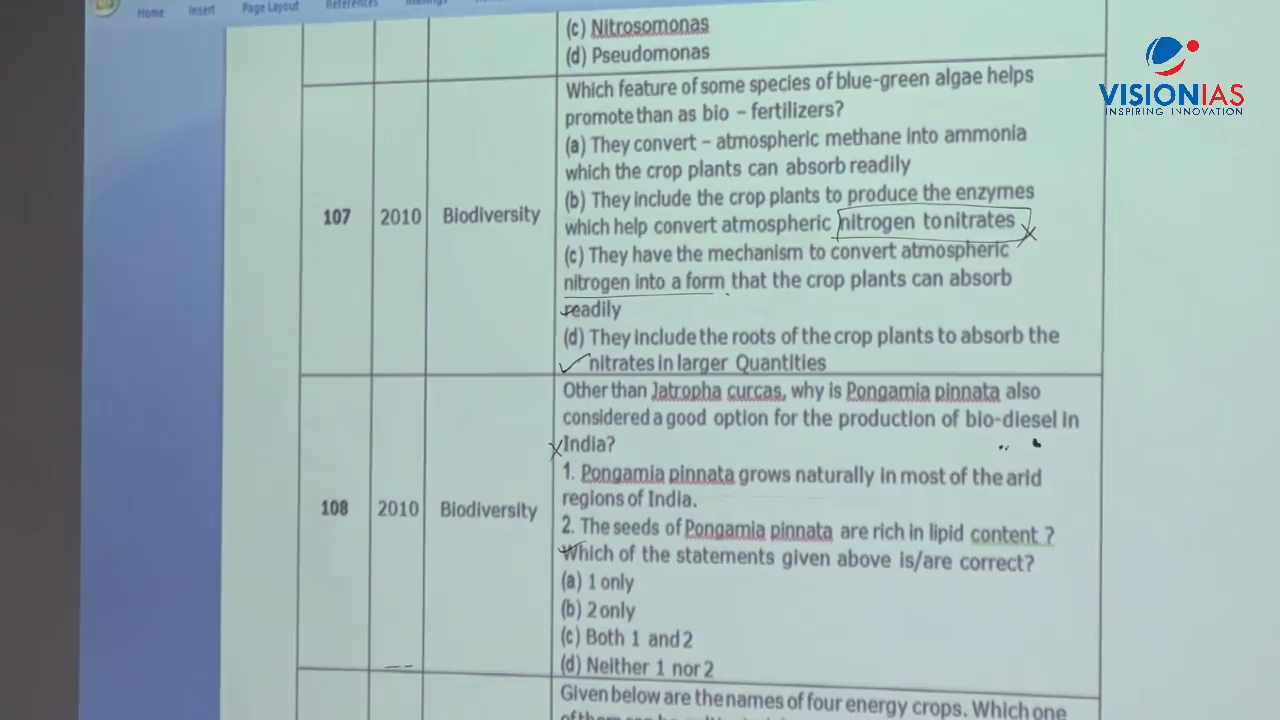 Home Insert Page Layout References
(c) Nitrosomonas
(d) Pseudomonas
VISIONIAS
INSPIRING INNOVATION
107 2010 Biodiversity
Which feature of some species of blue-green algae helps
promote than as bio – fertilizers?
(a) They convert – atmospheric methane into ammonia
which the crop plants can absorb readily
(b) They include the crop plants to produce the enzymes
which help convert atmospheric nitrogen tonitrates
(c) They have the mechanism to convert atmospheric
nitrogen into a form that the crop plants can absorb
readily
(d) They include the roots of the crop plants to absorb the
nitrates in larger Quantities
108 2010 Biodiversity
Other than Jatropha curcas, why is Pongamia pinnata also
considered a good option for the production of bio-diesel in
India?
1. Pongamia pinnata grows naturally in most of the arid
regions of India.
2. The seeds of Pongamia pinnata are rich in lipid content ?
Which of the statements given above is/are correct?
(a) 1 only
(b) 2 only
(c) Both 1 and 2
(d) Neither 1 nor 2
Given below are the names of four energy crops. Which one